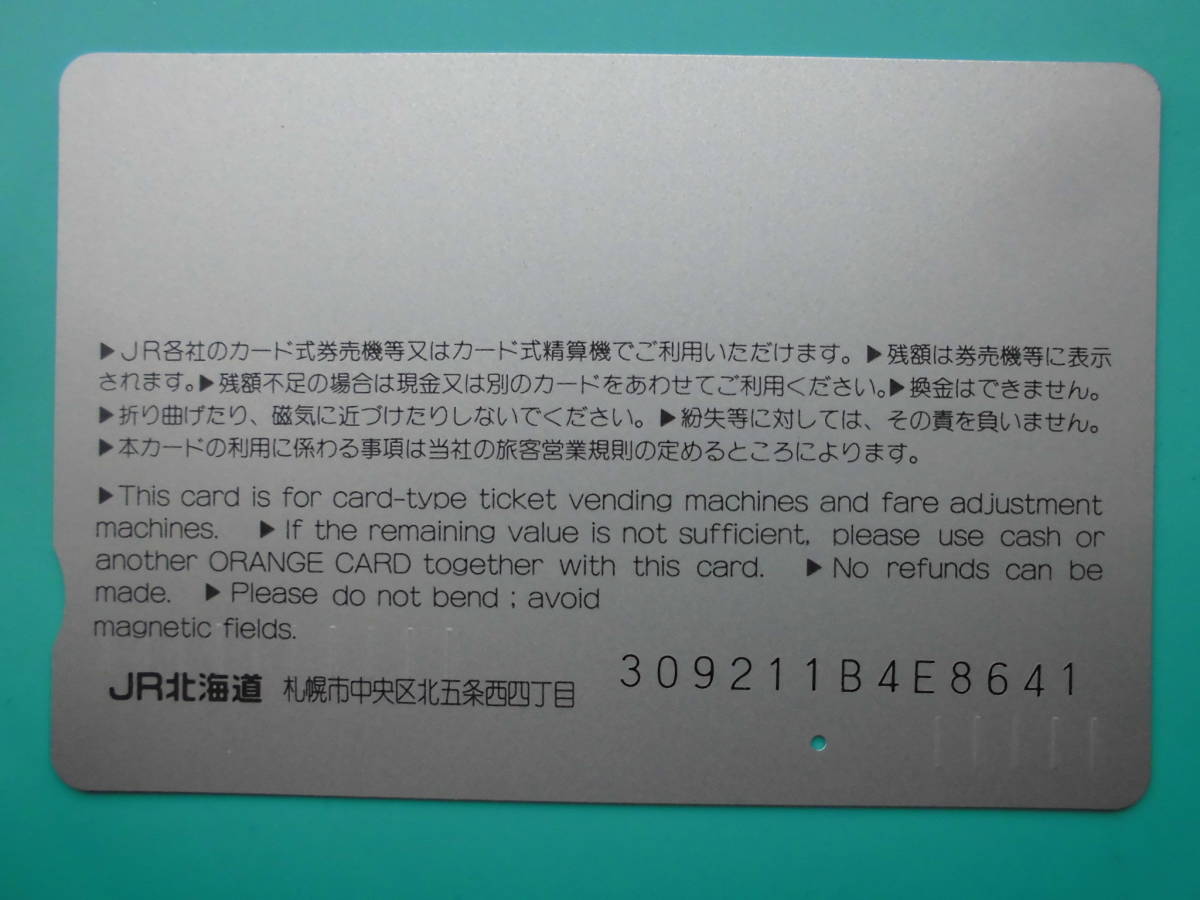 ▶JR各社のカード式券売機等又はカード式精算機でご利用いただけます。▶残額は券売機等に表示
されます。▶残額不足の場合は現金又は別のカードをあわせてご利用ください。▶換金はできません。
▶折り曲げたり、磁気に近づけたりしないでください。▶紛失等に対しては、その責を負いません。
▶本カードの利用に係わる事項は当社の旅客営業規則の定めるところによります。
▶This card is for card-type ticket vending machines and fare adjustment
machines. ▶If the remaining value is not sufficient, please use cash or
another ORANGE CARD together with this card. ▶No refunds can be
made. ▶Please do not bend ; avoid
magnetic fields.
JR北海道 札幌市中央区北五条西四丁目
309211B4E8641